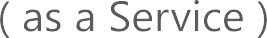 ( as a Service )